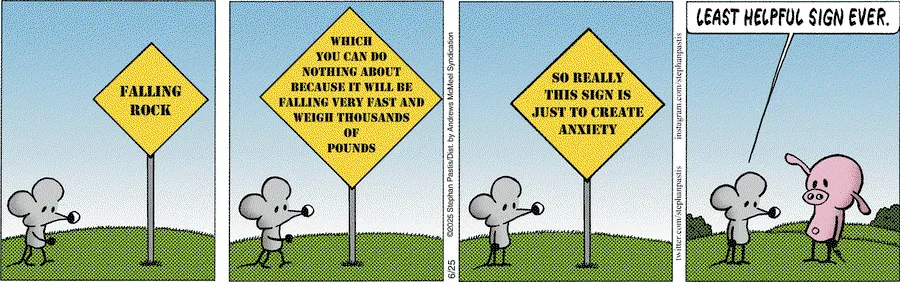 FALLING
ROCK
WHICH
YOU CAN DO
NOTHING ABOUT
BECAUSE IT WILL BE
FALLING VERY FAST AND
WEIGH THOUSANDS
OF
POUNDS
©2025 Stephan Pastis/Dist. by Andrews McMeel Syndication
6/25
SO REALLY
THIS SIGN IS
JUST TO CREATE
ANXIETY
twitter.com/stephanpastis
instagram.com/stephanpastis
LEAST HELPFUL SIGN EVER.